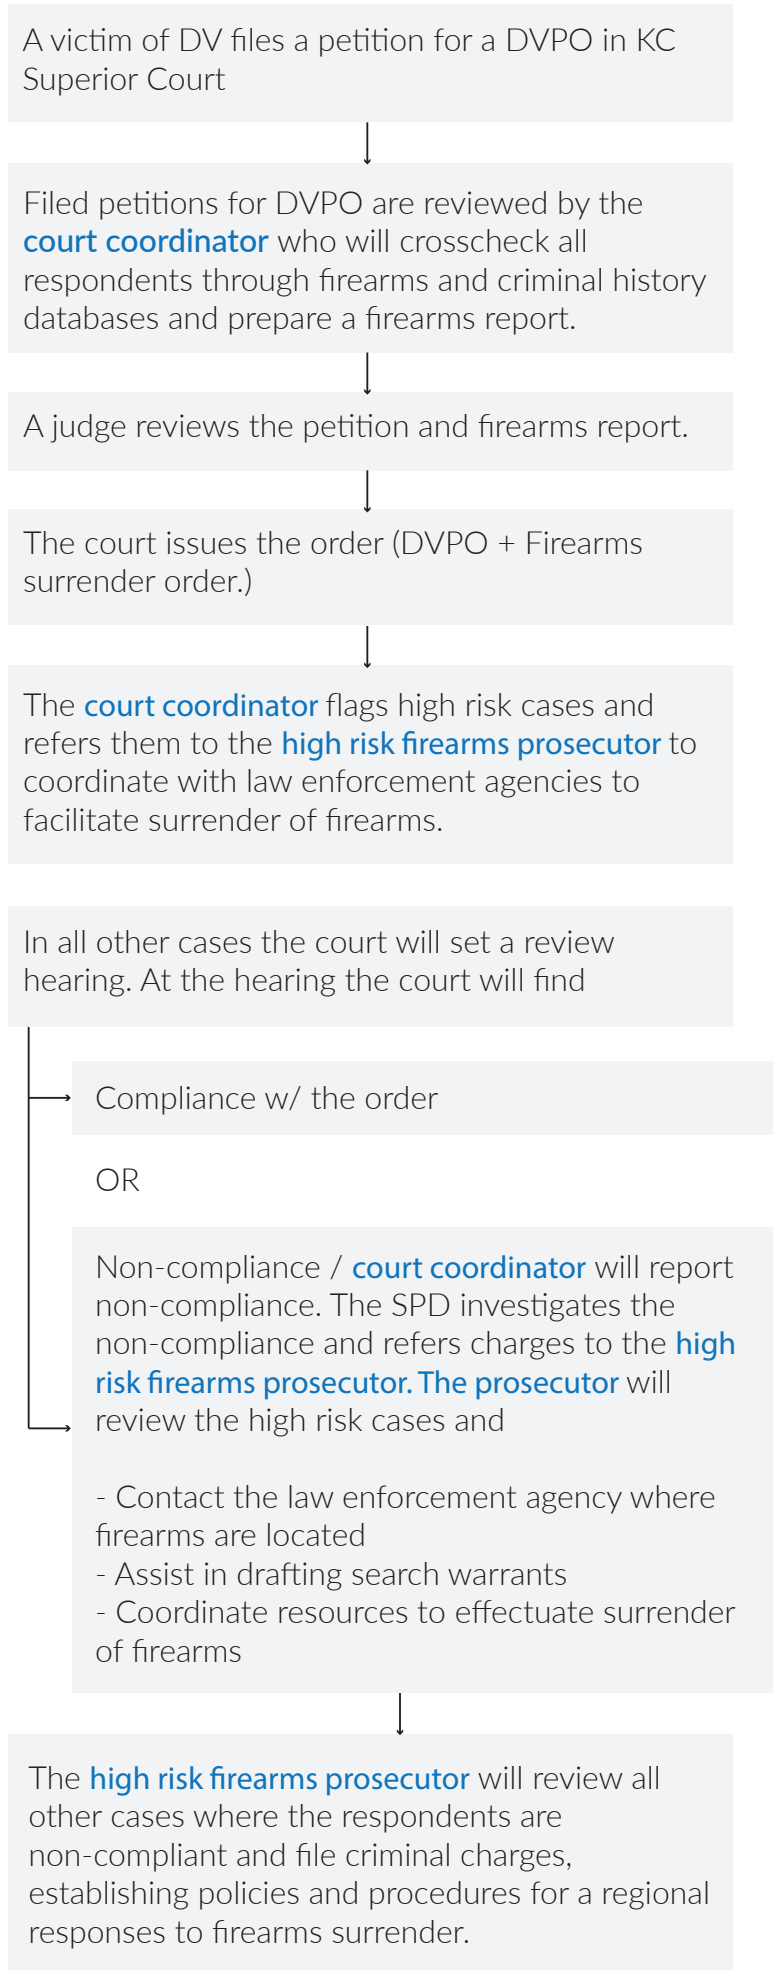 A victim of DV files a petition for a DVPO in KC
Superior Court
Filed petitions for DVPO are reviewed by the
court coordinator who will crosscheck all
respondents through firearms and criminal history
databases and prepare a firearms report.
A judge reviews the petition and firearms report.
The court issues the order (DVPO + Firearms
surrender order.)
The court coordinator flags high risk cases and
refers them to the high risk firearms prosecutor to
coordinate with law enforcement agencies to
facilitate surrender of firearms.
In all other cases the court will set a review
hearing. At the hearing the court will find
Compliance w/ the order
OR
Non-compliance / court coordinator will report
non-compliance. The SPD investigates the
non-compliance and refers charges to the high
risk firearms prosecutor. The prosecutor will
review the high risk cases and
- Contact the law enforcement agency where
firearms are located
- Assist in drafting search warrants
- Coordinate resources to effectuate surrender
of firearms
The high risk firearms prosecutor will review all
other cases where the respondents are
non-compliant and file criminal charges,
establishing policies and procedures for a regional
responses to firearms surrender.